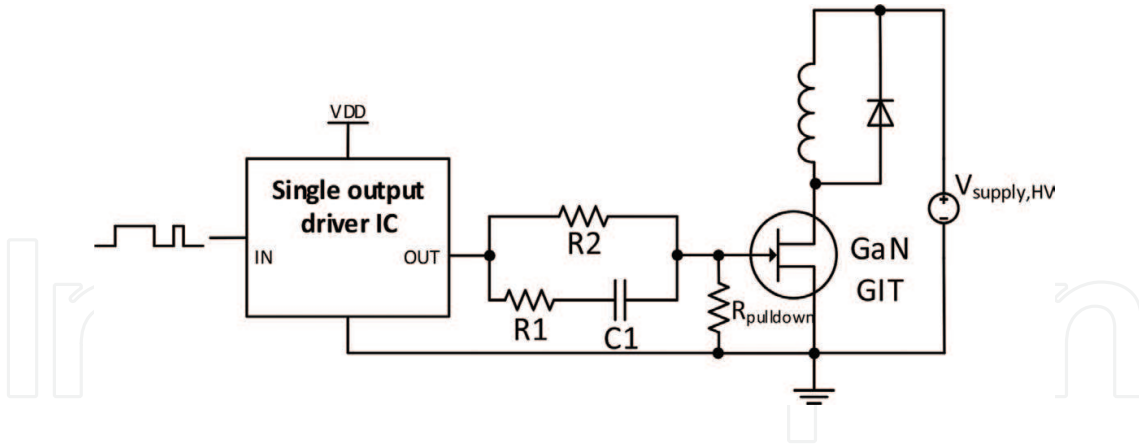 VDD
Single output
driver IC
IN
OUT
R2
R1
C1
Rpulldown
GaN
GIT
Vsupply,HV